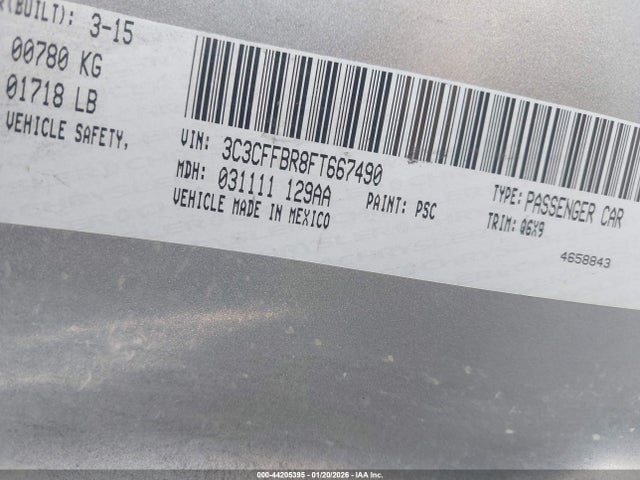 R(BUILT): 3-15
00780 KG
01718 LB
VEHICLE SAFETY,
VIN: 3C3CFFBR8FT667490
MDH: 031111 129AA
PAINT: PSC
VEHICLE MADE IN MEXICO
TYPE: PASSENGER CAR
TRIM: Q6X9
4658843
000-44205395 - 01/20/2026 - IAA Inc.